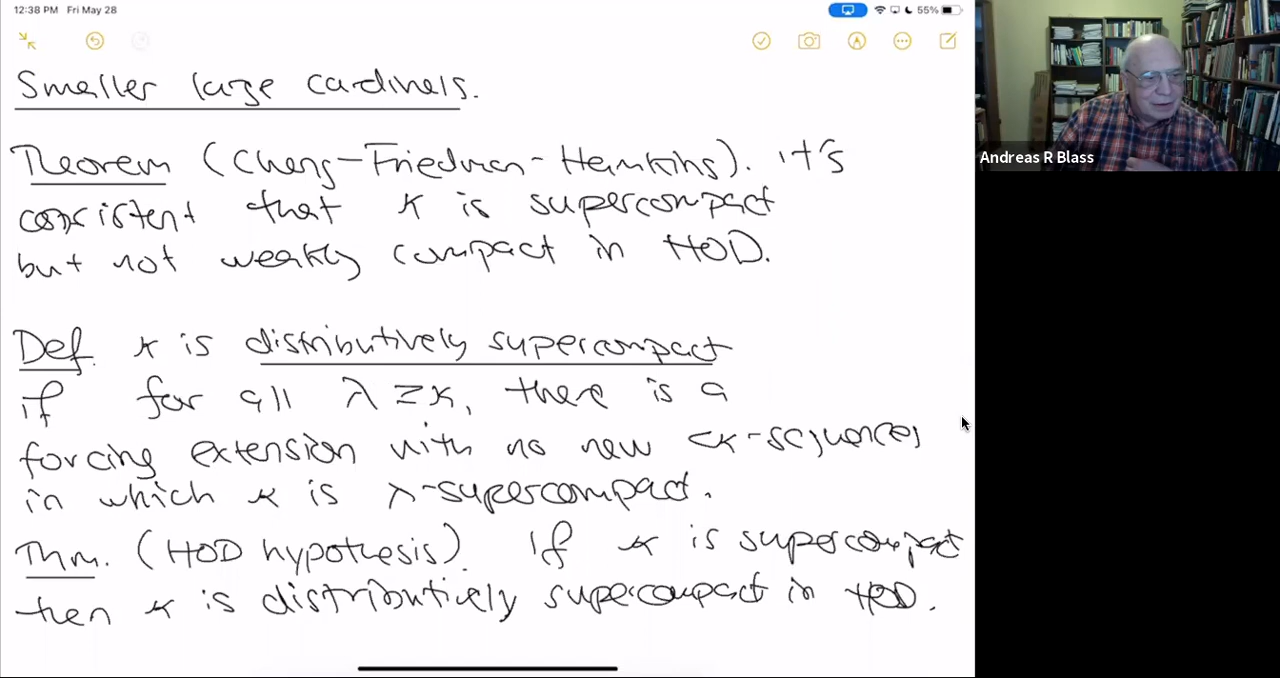 12:38 PM Fri May 28
55%
Smaller large cardinals.
Theorem (Cheng-Friedman-Hamkins). It's
consistent that κ is supercompact
but not weakly compact in HOD.
Def. κ is distributively supercompact
if for all λ ≥ κ, there is a
forcing extension with no new <κ-sequences
in which κ is λ-supercompact.
Thm. (HOD hypothesis). If κ is supercompact
then κ is distributively supercompact in HOD.
Andreas R Blass